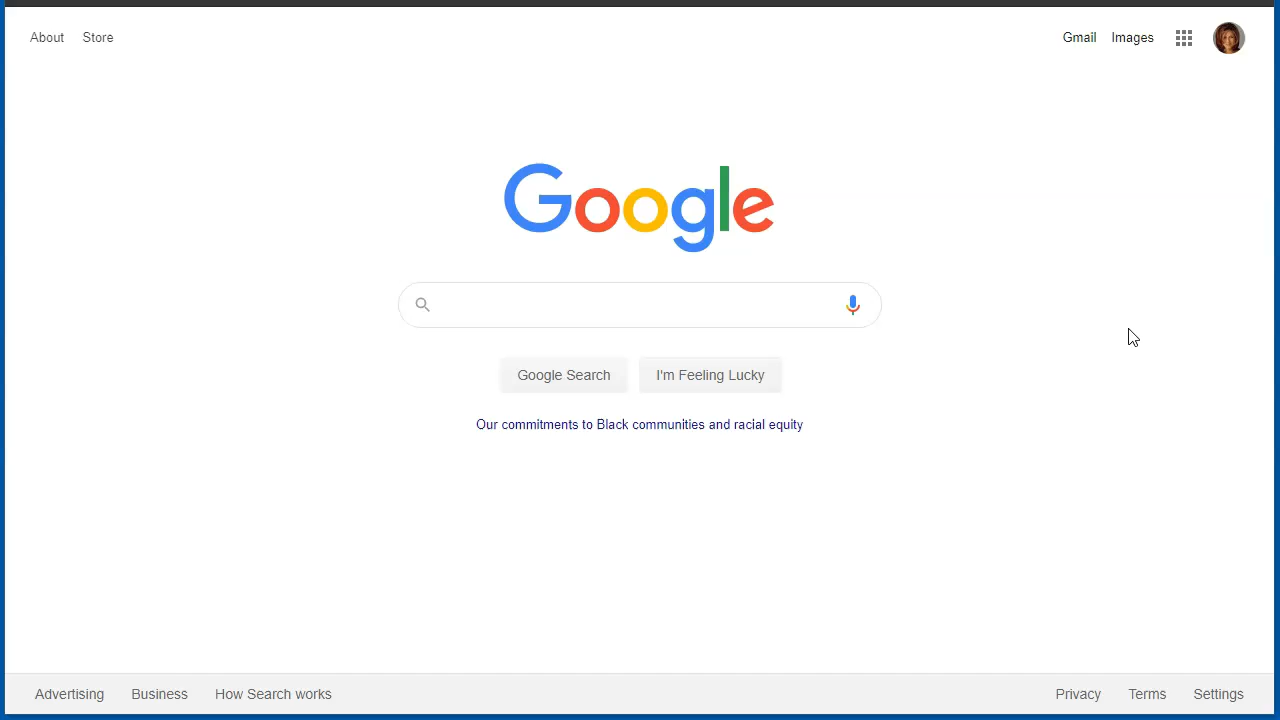 About Store Gmail Images
Google
Google Search I'm Feeling Lucky
Our commitments to Black communities and racial equity
Advertising Business How Search works Privacy Terms Settings